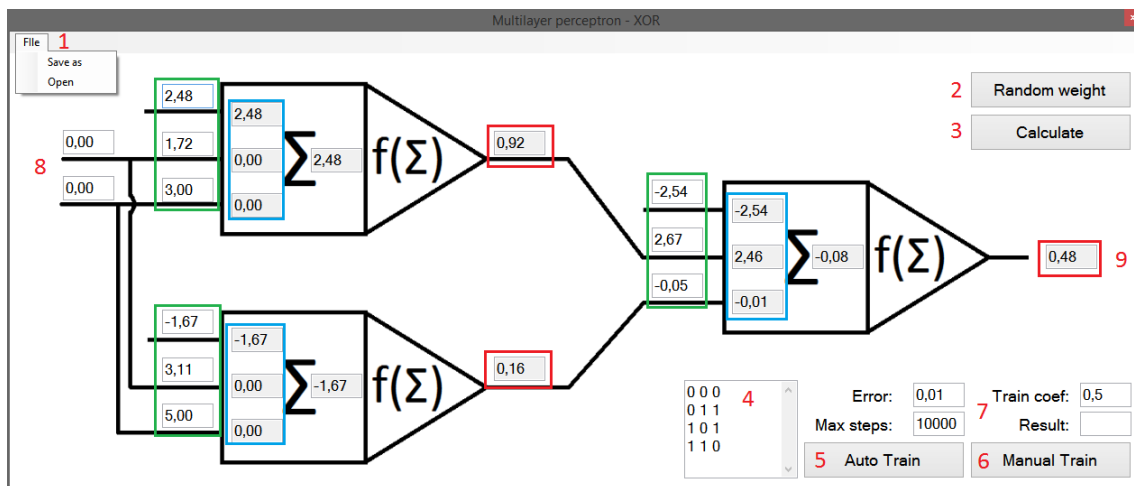 Multilayer perceptron - XOR
x
FIle
1
Save as
Open
2
Random weight
3
Calculate
8
0,00
0,00
2,48
1,72
3,00
2,48
0,00
0,00
Σ
2,48
f(Σ)
0,92
-1,67
3,11
5,00
-1,67
0,00
0,00
Σ
-1,67
f(Σ)
0,16
-2,54
2,67
-0,05
-2,54
2,46
-0,01
Σ
-0,08
f(Σ)
0,48
9
0 0 0
0 1 1
1 0 1
1 1 0
4
Error: 0,01
Max steps: 10000
7
Train coef: 0,5
Result:
5
Auto Train
6
Manual Train